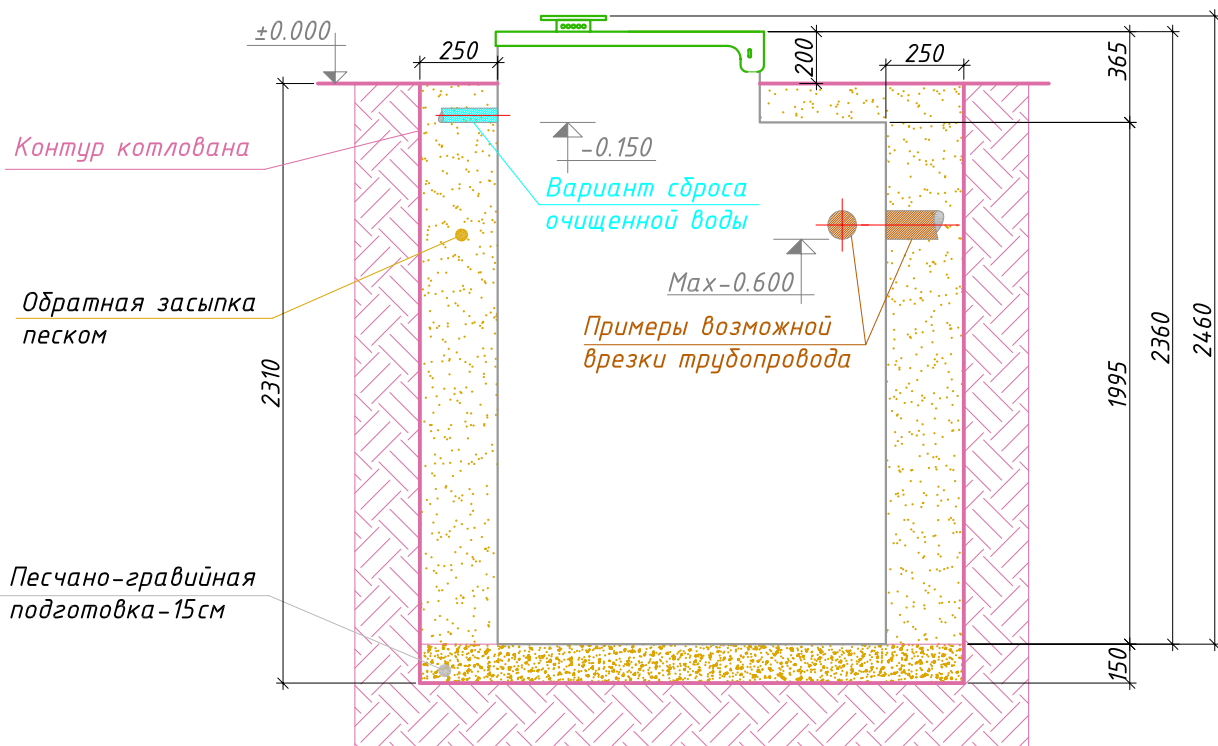 ±0.000
250
200
250
365
Контур котлована
-0.150
Вариант сброса
очищенной воды
Max-0.600
Обратная засыпка
песком
Примеры возможной
врезки трубопровода
2310
1995
2360
2460
Песчано-гравийная
подготовка-15см
150